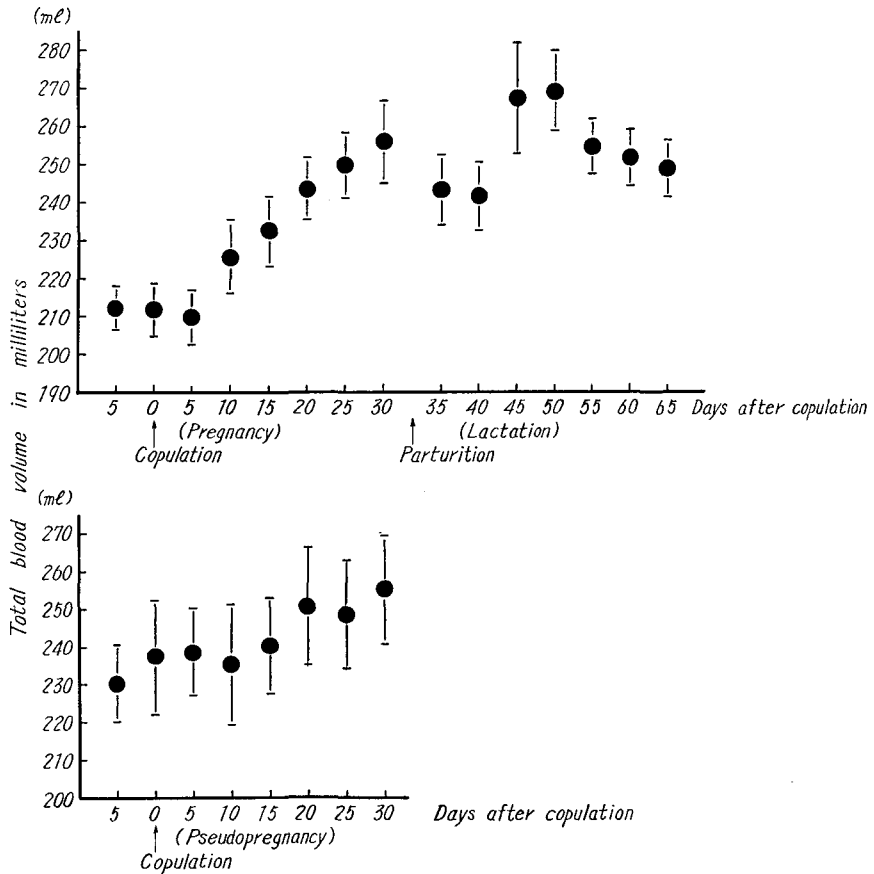 (ml)
280
270
260
250
240
230
220
210
200
190
5 0 5 10 15 20 25 30 35 40 45 50 55 60 65 Days after copulation
(Pregnancy) (Lactation)
Copulation Parturition
Total blood volume in milliliters
(ml)
270
260
250
240
230
220
210
200
5 0 5 10 15 20 25 30 Days after copulation
(Pseudopregnancy)
Copulation